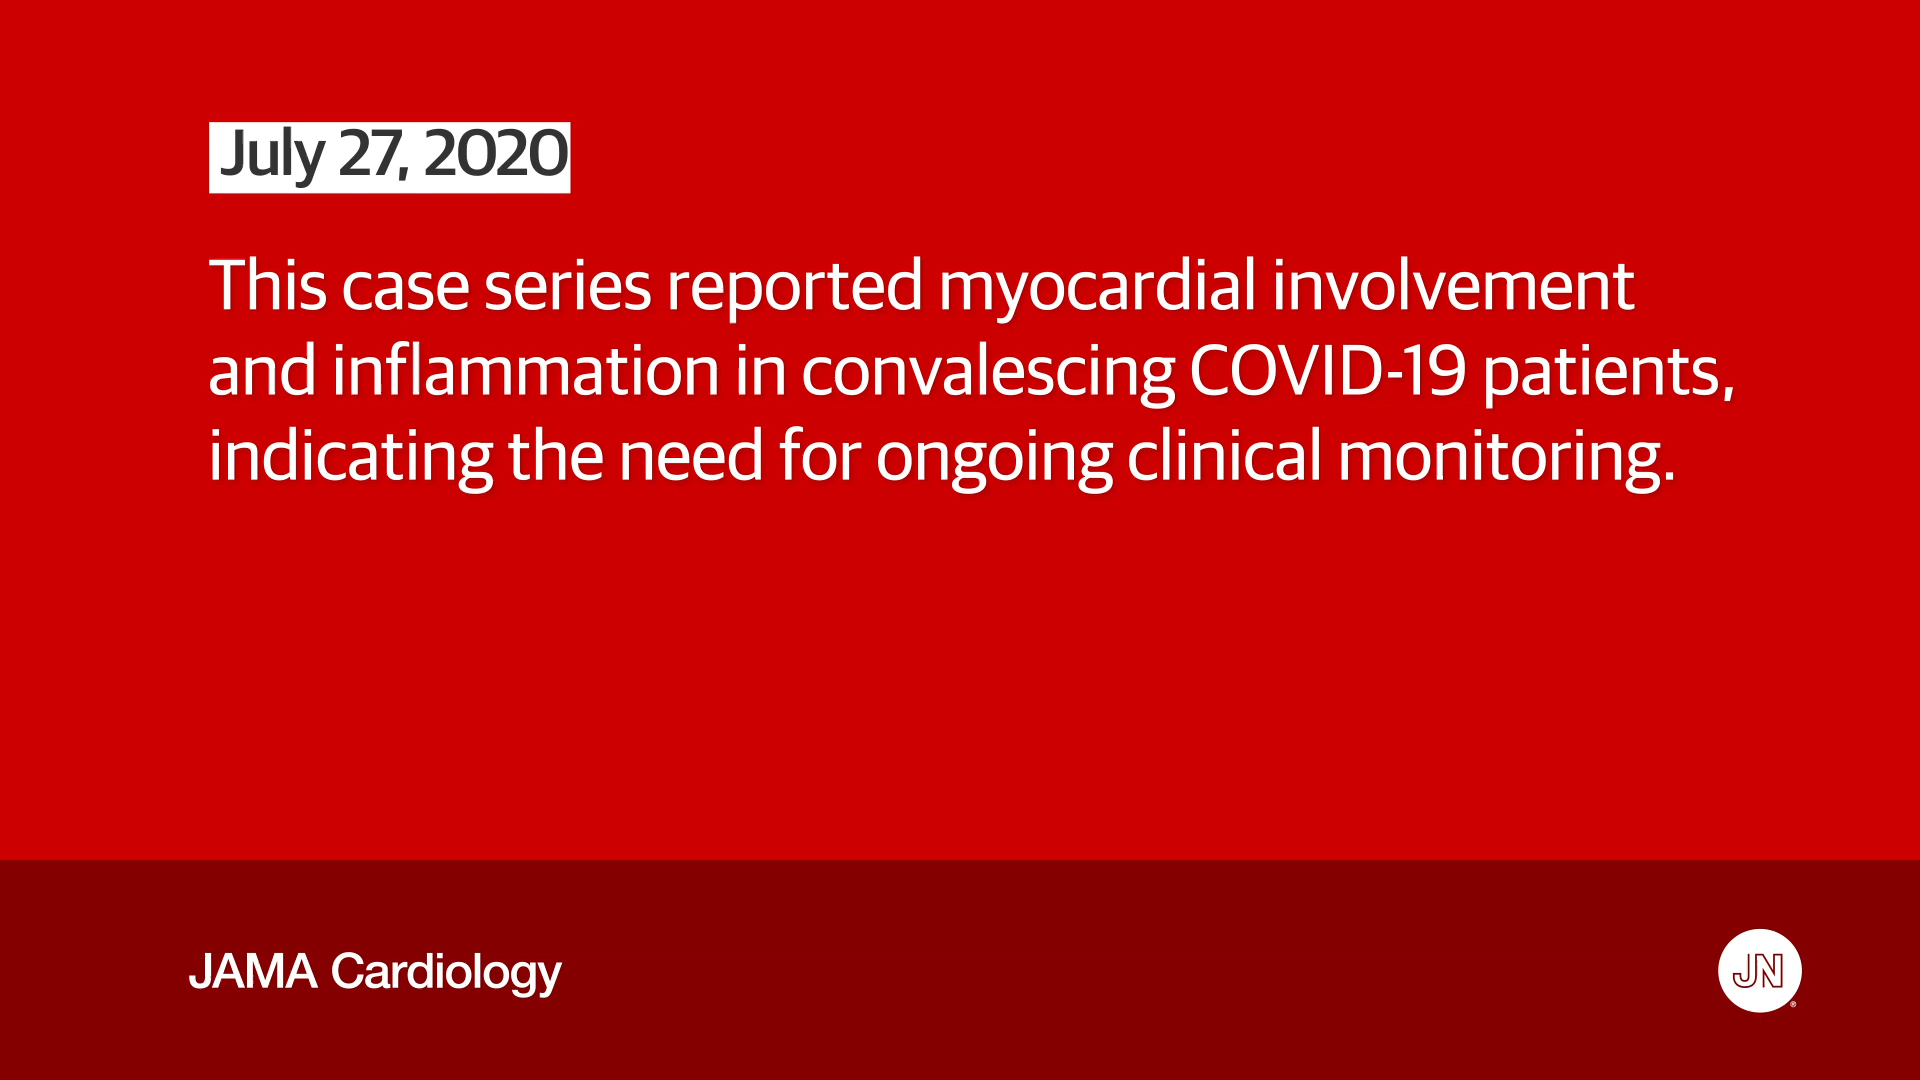 July 27, 2020
This case series reported myocardial involvement
and inflammation in convalescing COVID-19 patients,
indicating the need for ongoing clinical monitoring.
JAMA Cardiology
JN
®